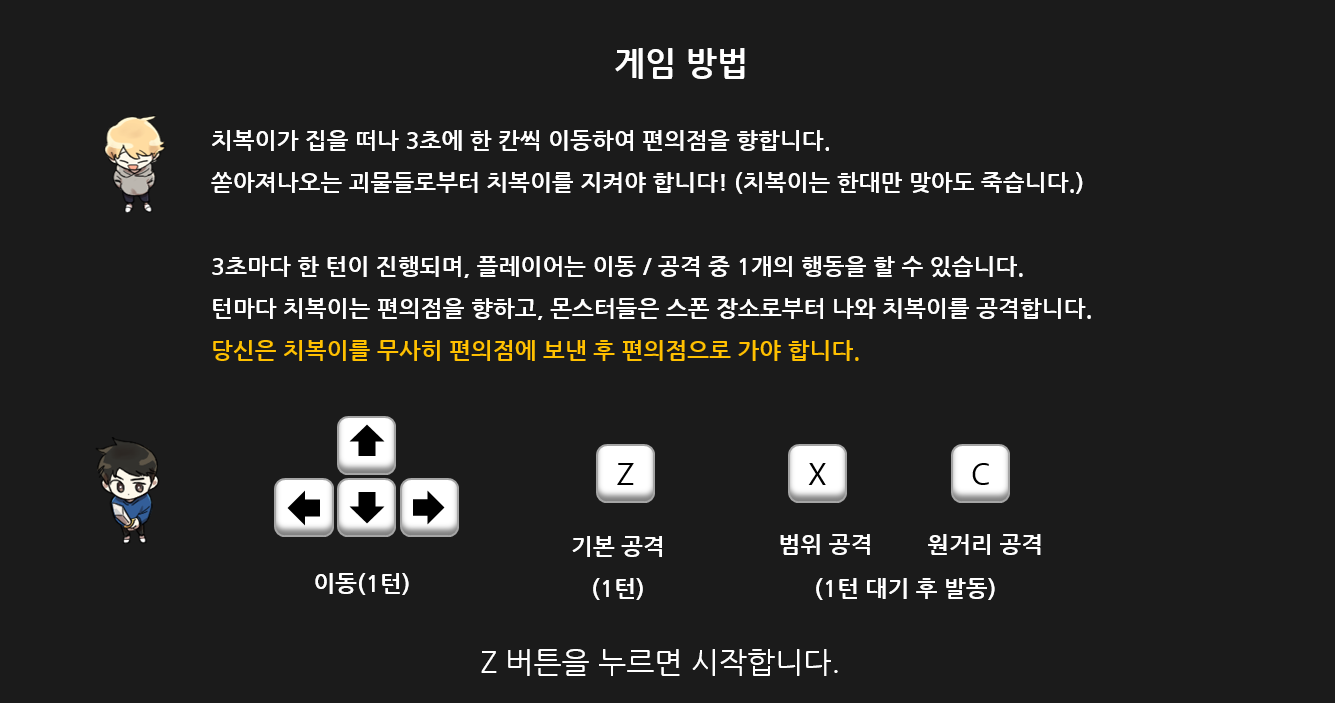 게임 방법
치복이가 집을 떠나 3초에 한 칸씩 이동하여 편의점을 향합니다.
쏟아져나오는 괴물들로부터 치복이를 지켜야 합니다! (치복이는 한대만 맞아도 죽습니다.)
3초마다 한 턴이 진행되며, 플레이어는 이동 / 공격 중 1개의 행동을 할 수 있습니다.
턴마다 치복이는 편의점을 향하고, 몬스터들은 스폰 장소로부터 나와 치복이를 공격합니다.
당신은 치복이를 무사히 편의점에 보낸 후 편의점으로 가야 합니다.
Z X C
기본 공격 범위 공격 원거리 공격
이동(1턴) (1턴) (1턴 대기 후 발동)
Z 버튼을 누르면 시작합니다.